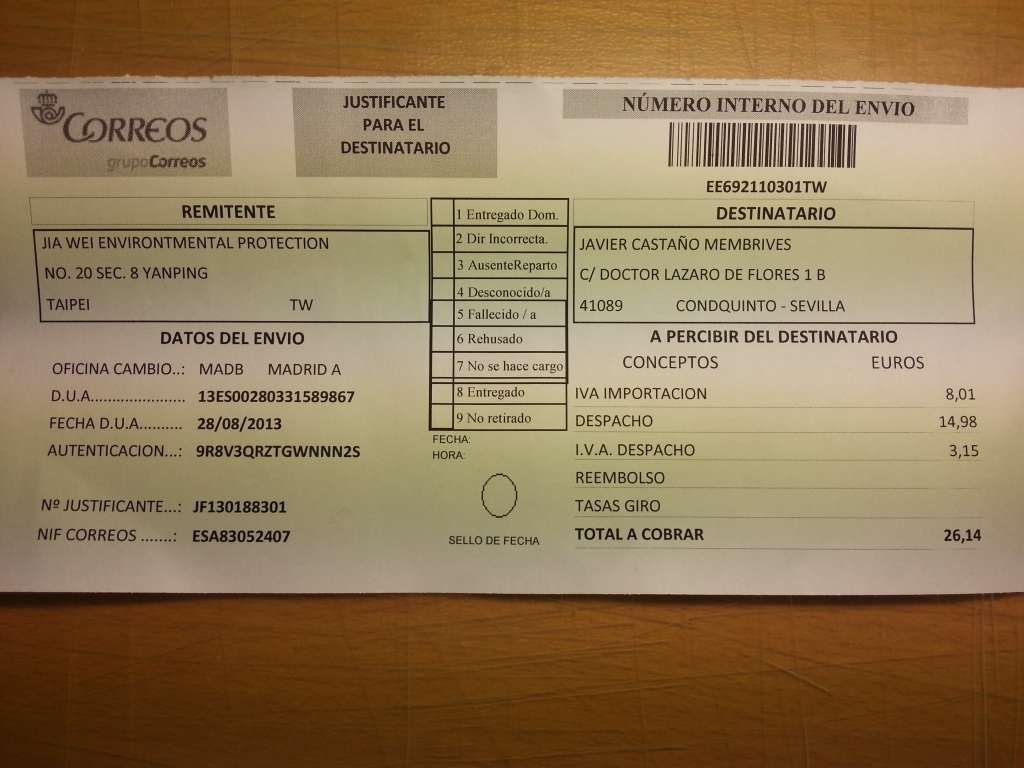 CORREOS
grupoCorreos
JUSTIFICANTE
PARA EL
DESTINATARIO
NÚMERO INTERNO DEL ENVIO
EE692110301TW
REMITENTE
JIA WEI ENVIRONTMENTAL PROTECTION
NO. 20 SEC. 8 YANPING
TAIPEI TW
DATOS DEL ENVIO
OFICINA CAMBIO..: MADB MADRID A
D.U.A...................... 13ES00280331589867
FECHA D.U.A.......... 28/08/2013
AUTENTICACION...: 9R8V3QRZTGWNNN2S
Nº JUSTIFICANTE...: JF130188301
NIF CORREOS .......: ESA83052407
1 Entregado Dom.
2 Dir Incorrecta.
3 AusenteReparto
4 Desconocido/a
5 Fallecido / a
6 Rehusado
7 No se hace cargo
8 Entregado
9 No retirado
FECHA:
HORA:
SELLO DE FECHA
DESTINATARIO
JAVIER CASTAÑO MEMBRIVES
C/ DOCTOR LAZARO DE FLORES 1 B
41089 CONDQUINTO - SEVILLA
A PERCIBIR DEL DESTINATARIO
CONCEPTOS EUROS
IVA IMPORTACION 8,01
DESPACHO 14,98
I.V.A. DESPACHO 3,15
REEMBOLSO
TASAS GIRO
TOTAL A COBRAR 26,14